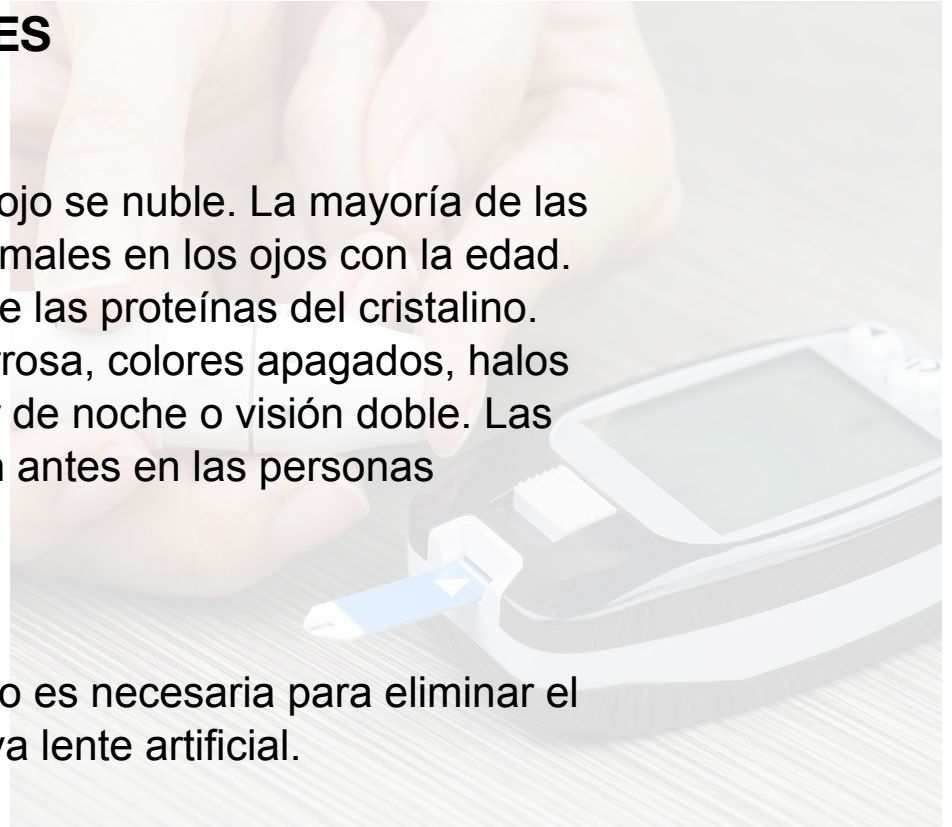 ES
ojo se nuble. La mayoría de las
males en los ojos con la edad.
e las proteínas del cristalino.
rosa, colores apagados, halos
de noche o visión doble. Las
antes en las personas
o es necesaria para eliminar el
va lente artificial.